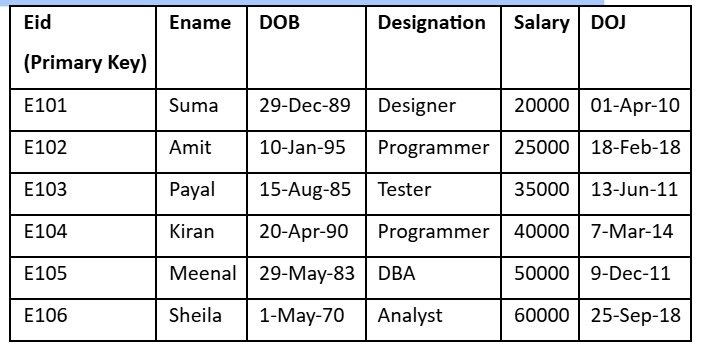 Eid Ename DOB Designation Salary DOJ
(Primary Key)
E101 Suma 29-Dec-89 Designer 20000 01-Apr-10
E102 Amit 10-Jan-95 Programmer 25000 18-Feb-18
E103 Payal 15-Aug-85 Tester 35000 13-Jun-11
E104 Kiran 20-Apr-90 Programmer 40000 7-Mar-14
E105 Meenal 29-May-83 DBA 50000 9-Dec-11
E106 Sheila 1-May-70 Analyst 60000 25-Sep-18